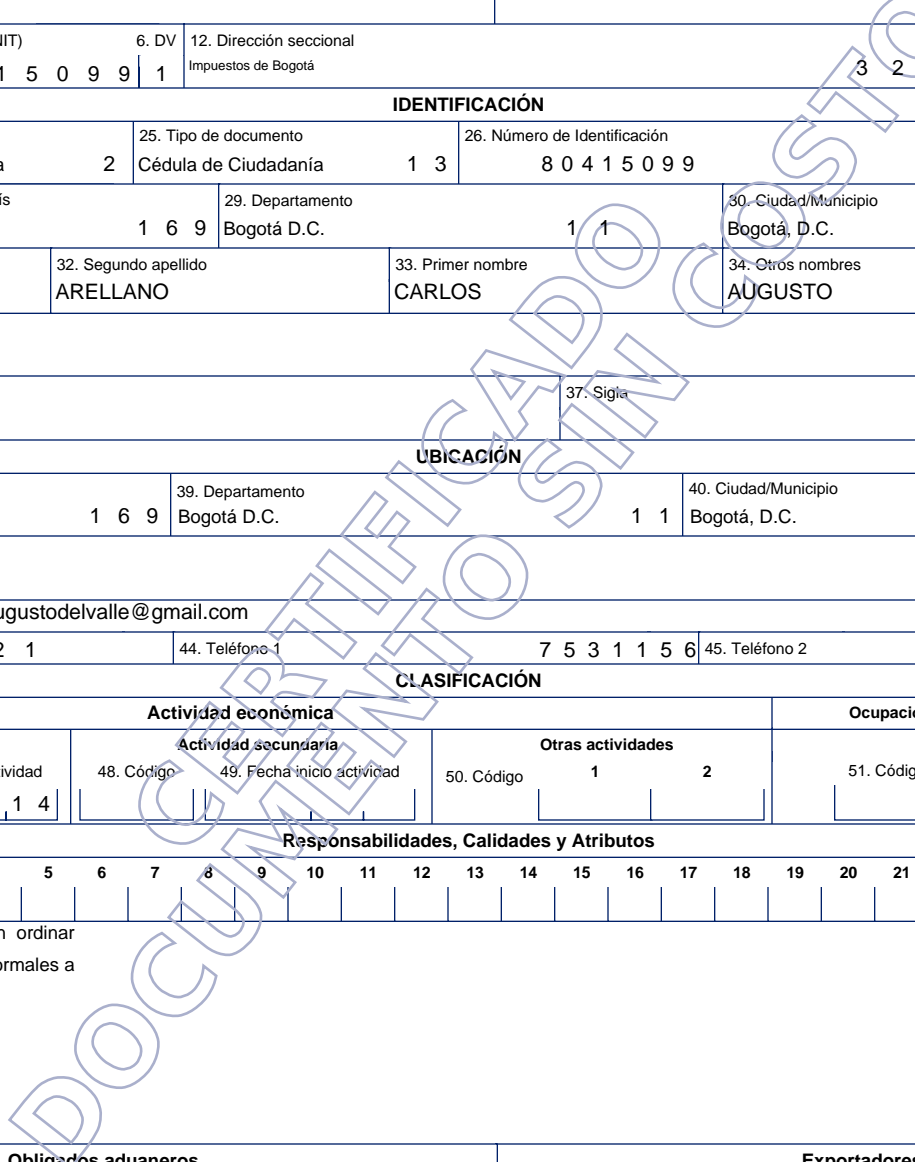 NIT) 6. DV 12. Dirección seccional
1 5 0 9 9 1 Impuestos de Bogotá 3 2
IDENTIFICACIÓN
25. Tipo de documento 26. Número de Identificación
a 2 Cédula de Ciudadanía 1 3 8 0 4 1 5 0 9 9
ís 29. Departamento 30. Ciudad/Municipio
1 6 9 Bogotá D.C. 1 1 Bogotá, D.C.
32. Segundo apellido 33. Primer nombre 34. Otros nombres
ARELLANO CARLOS AUGUSTO
37. Sigla
UBICACIÓN
39. Departamento 40. Ciudad/Municipio
1 6 9 Bogotá D.C. 1 1 Bogotá, D.C.
ugustodelvalle@gmail.com
2 1 44. Teléfono 1 7 5 3 1 1 5 6 45. Teléfono 2
CLASIFICACIÓN
Actividad económica Ocupació
Actividad secundaria Otras actividades
ividad 48. Código 49. Fecha inicio actividad 50. Código 1 2 51. Códig
1 4
Responsabilidades, Calidades y Atributos
5 6 7 8 9 10 11 12 13 14 15 16 17 18 19 20 21
n ordinar
ormales a
Obligados aduaneros Exportadores
CERTIFICADO
DOCUMENTO SIN COSTO